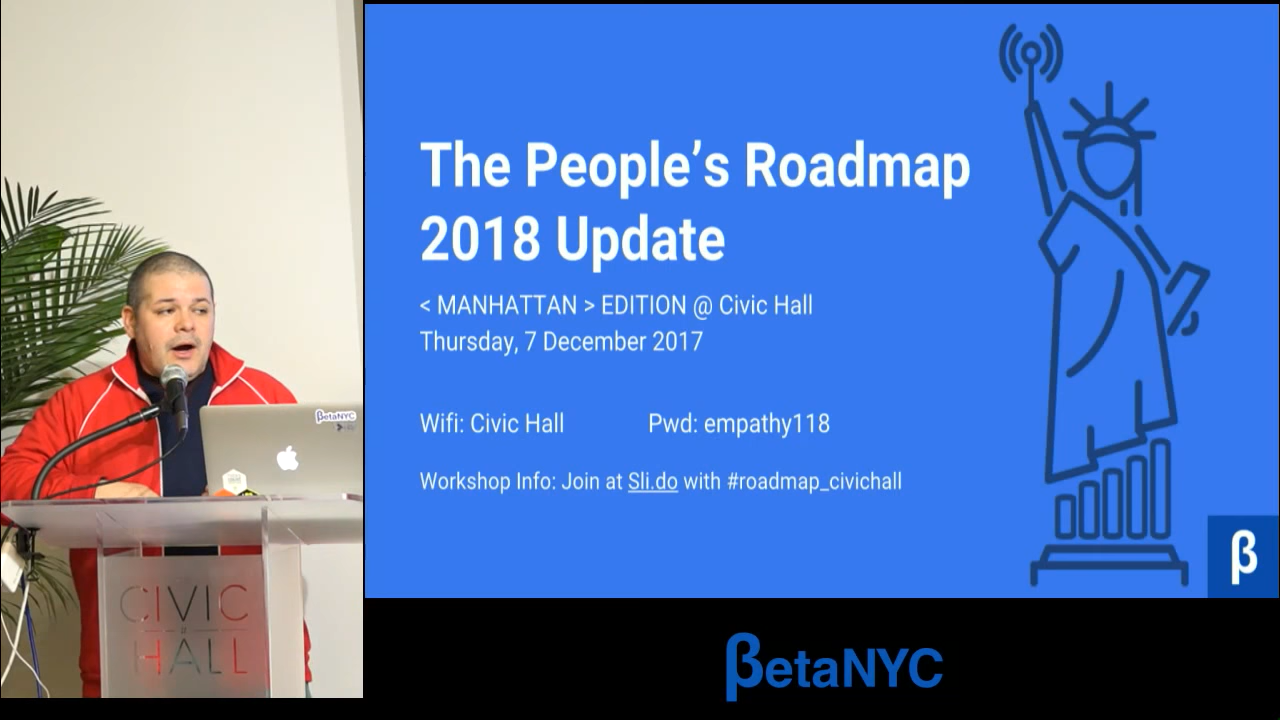 The People's Roadmap
2018 Update
< MANHATTAN > EDITION @ Civic Hall
Thursday, 7 December 2017
Wifi: Civic Hall Pwd: empathy118
Workshop Info: Join at Sli.do with #roadmap_civichall
β
βetaNYC
CIVIC
HALL
βetaNYC